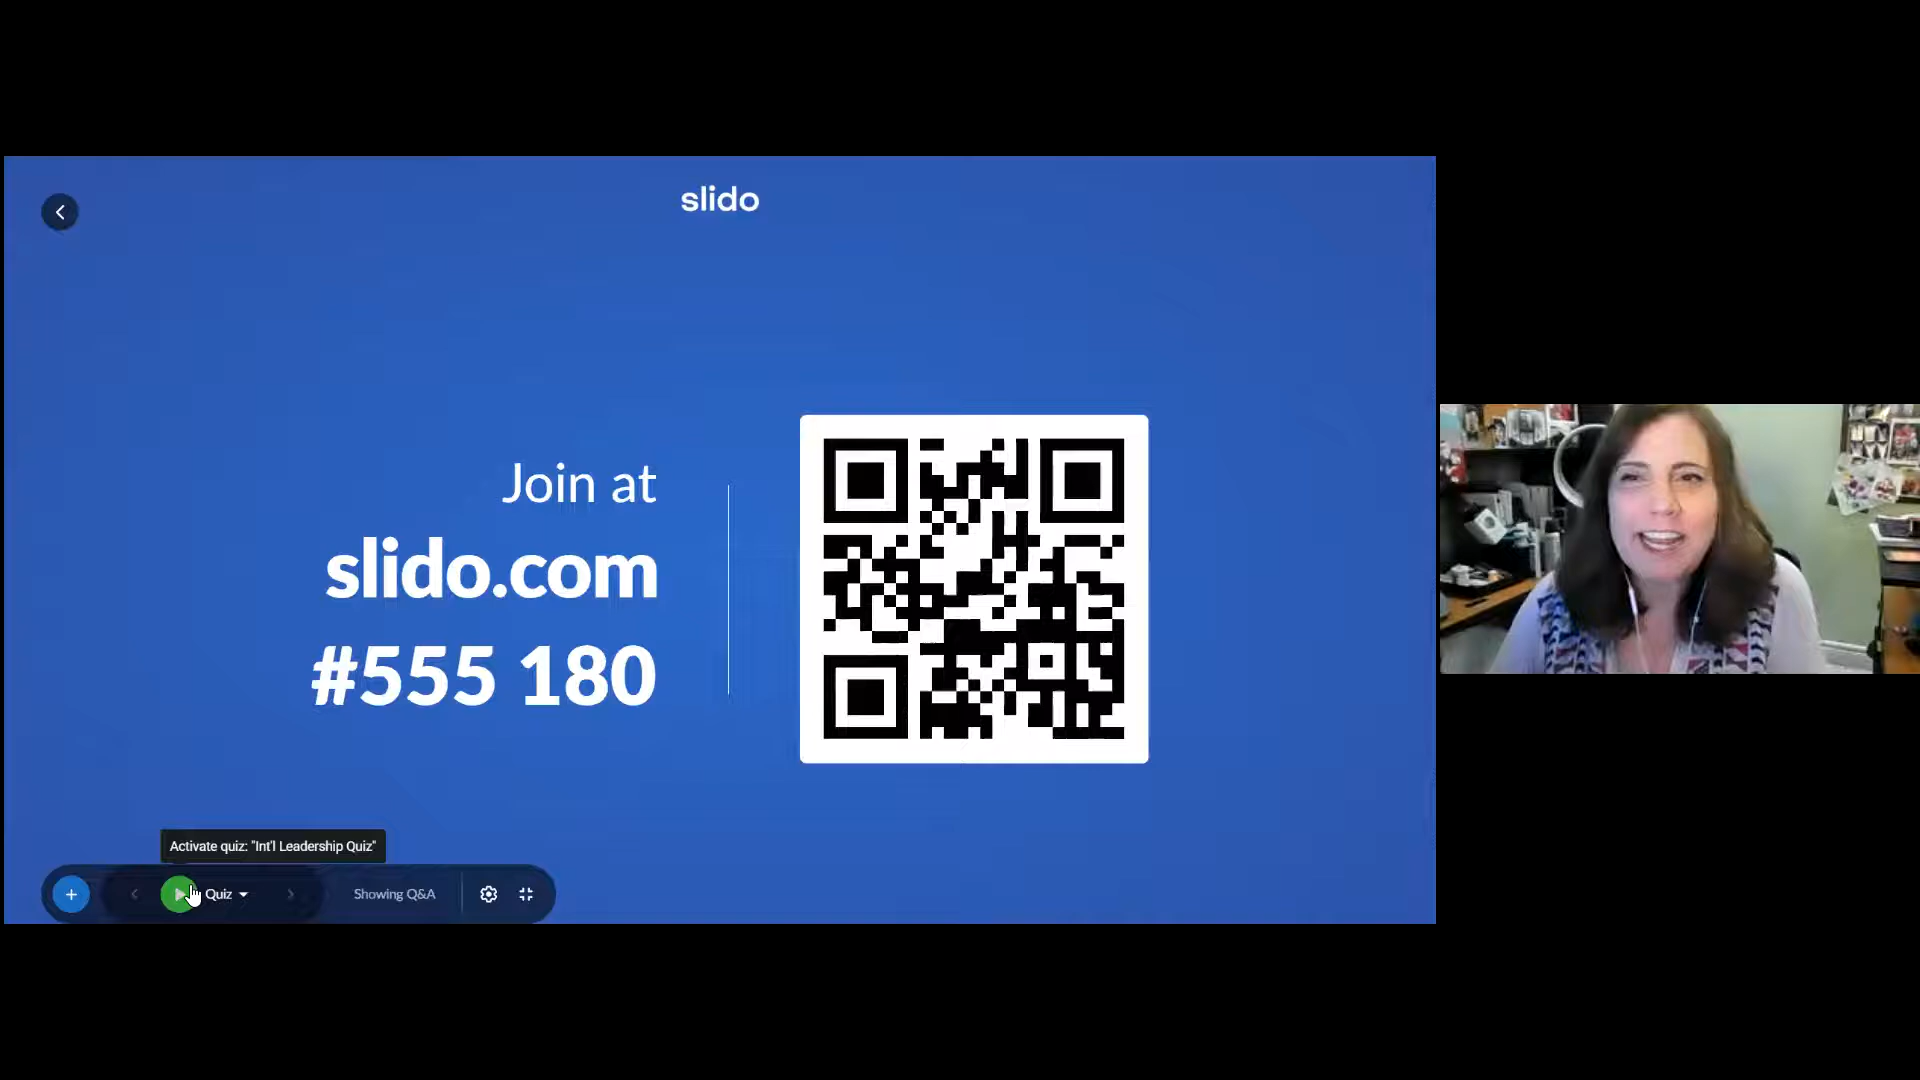 slido
Join at
slido.com
#555 180
Activate quiz: "Int'l Leadership Quiz"
Quiz
Showing Q&A